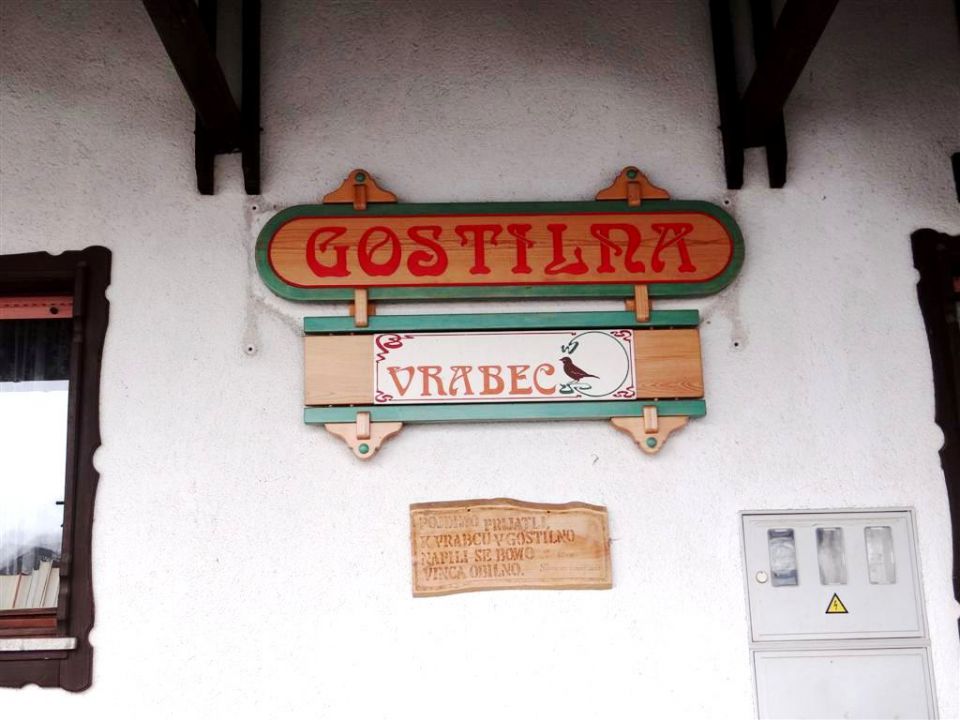 GOSTILNA
VRABEC
POJDIMO PRIJATLI,
K VRABCU V GOSTILNO
NAPILI SE BOMO
VINCA OBILNO.